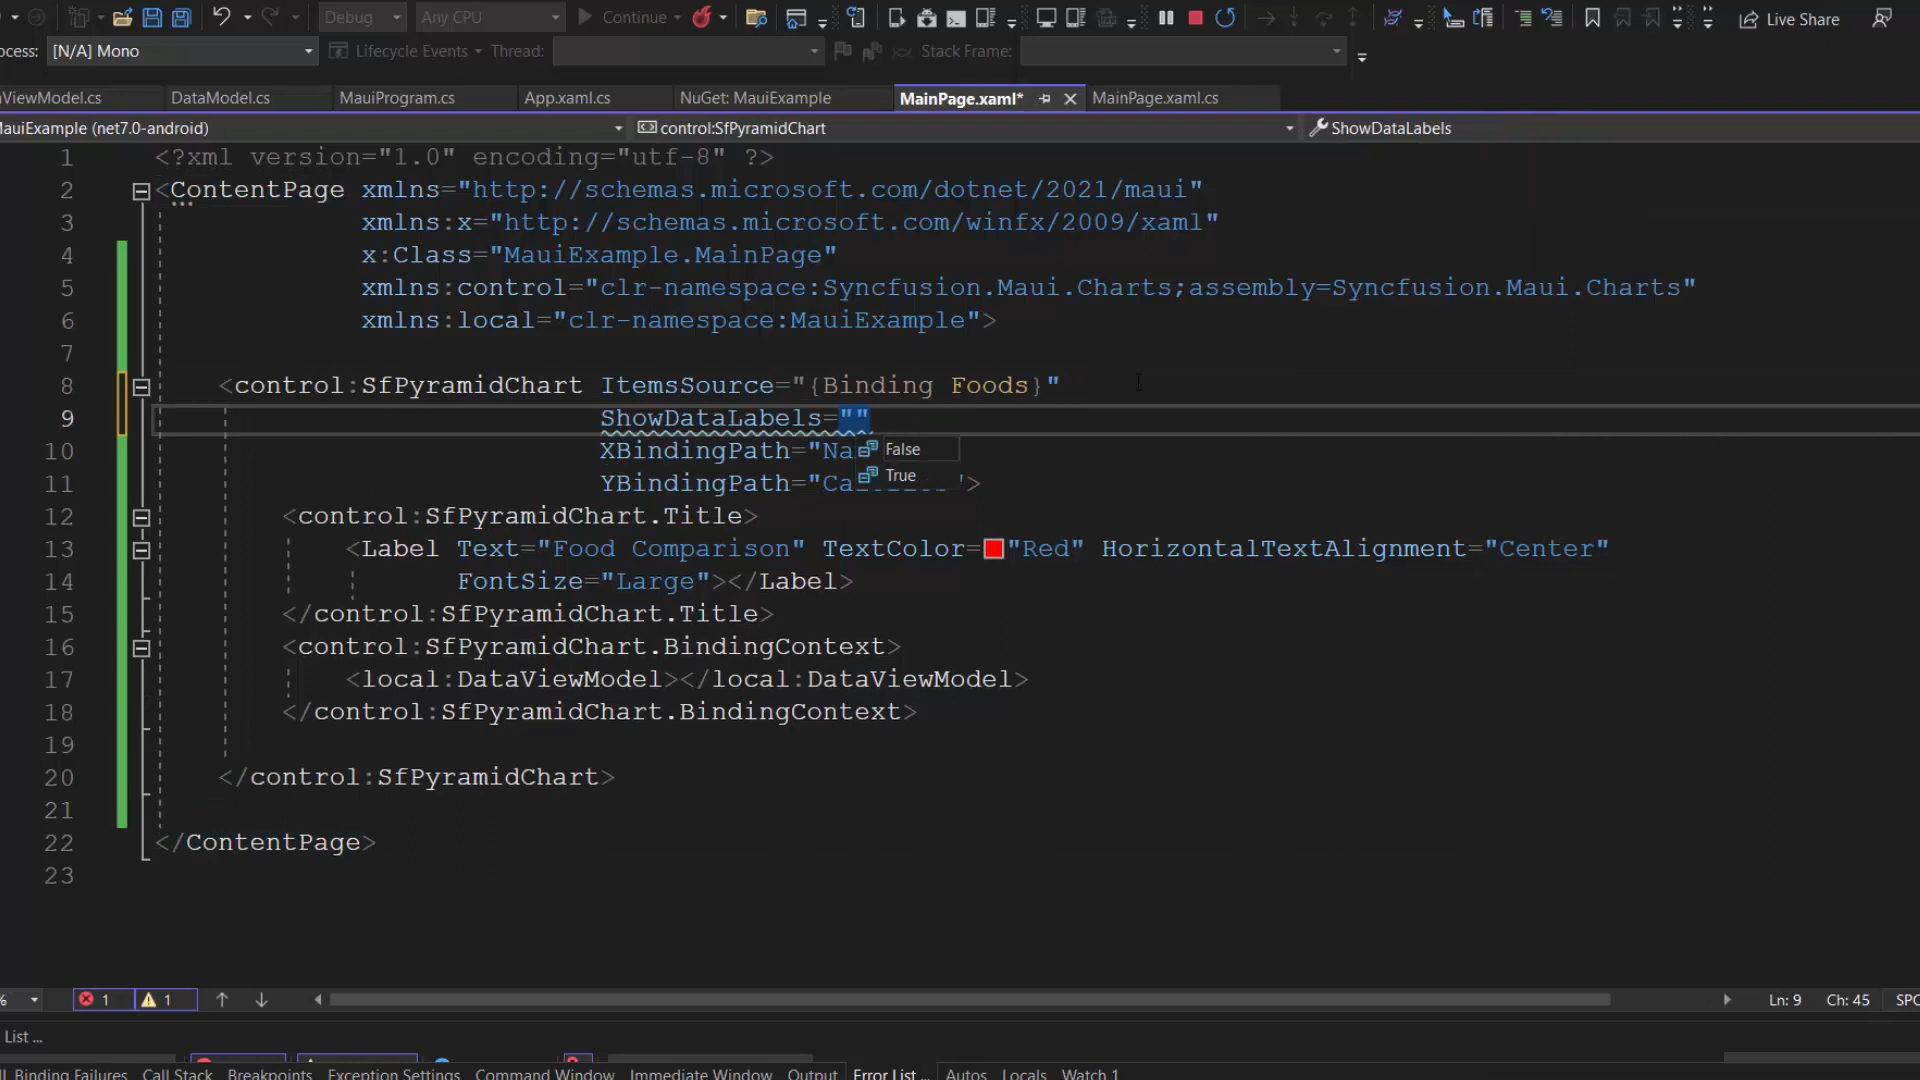 Debug
Any CPU
Continue
Live Share
ocess: [N/A] Mono
Lifecycle Events
Thread:
Stack Frame:
ViewModel.cs
DataModel.cs
MauiProgram.cs
App.xaml.cs
NuGet: MauiExample
MainPage.xaml*
MainPage.xaml.cs
MauiExample (net7.0-android)
control:SfPyramidChart
ShowDataLabels
1 <?xml version="1.0" encoding="utf-8" ?>
2 <ContentPage xmlns="http://schemas.microsoft.com/dotnet/2021/maui"
3 xmlns:x="http://schemas.microsoft.com/winfx/2009/xaml"
4 x:Class="MauiExample.MainPage"
5 xmlns:control="clr-namespace:Syncfusion.Maui.Charts;assembly=Syncfusion.Maui.Charts"
6 xmlns:local="clr-namespace:MauiExample">
7
8 <control:SfPyramidChart ItemsSource="{Binding Foods}"
9 ShowDataLabels=""
10 XBindingPath="Na
False
True
11 YBindingPath="Ca
12 <control:SfPyramidChart.Title>
13 <Label Text="Food Comparison" TextColor="Red" HorizontalTextAlignment="Center"
14 FontSize="Large"></Label>
15 </control:SfPyramidChart.Title>
16 <control:SfPyramidChart.BindingContext>
17 <local:DataViewModel></local:DataViewModel>
18 </control:SfPyramidChart.BindingContext>
19
20 </control:SfPyramidChart>
21
22 </ContentPage>
23
% 1 1
Ln: 9 Ch: 45 SPC
List ...
L Binding Failures Call Stack Breakpoints Exception Settings Command Window Immediate Window Output Error List ... Autos Locals Watch 1